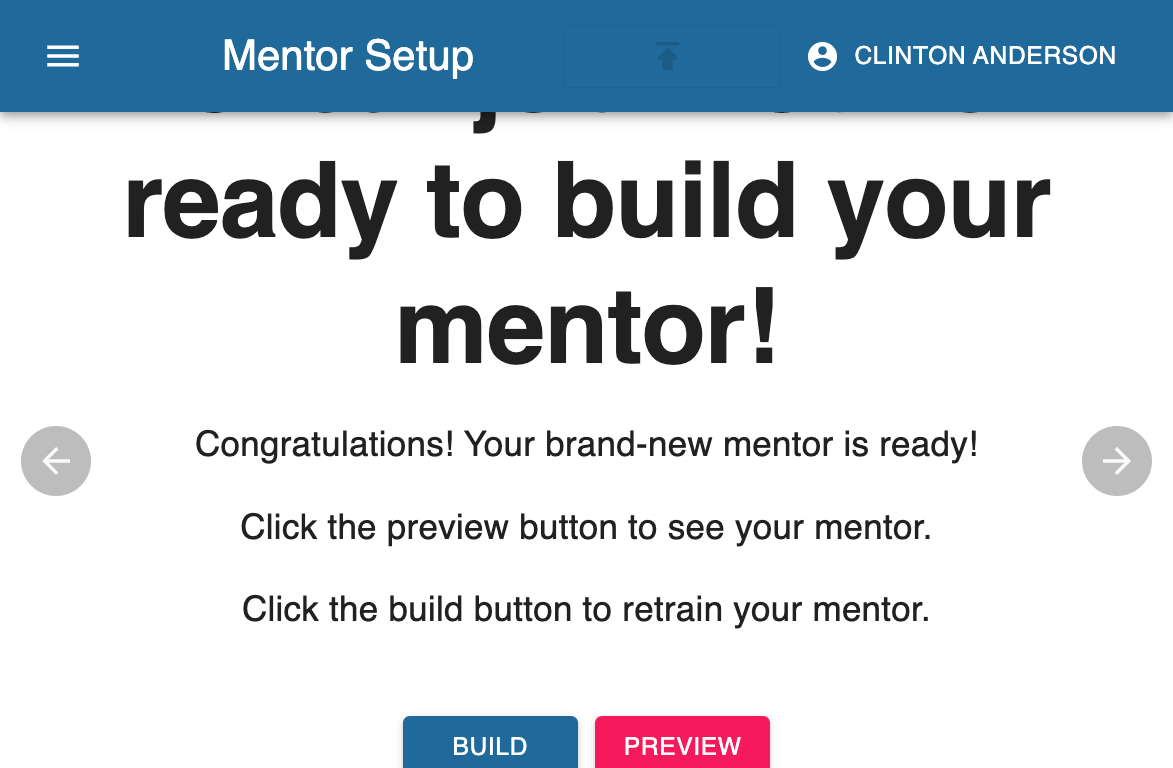 Mentor Setup
CLINTON ANDERSON
ready to build your
mentor!
Congratulations! Your brand-new mentor is ready!
Click the preview button to see your mentor.
Click the build button to retrain your mentor.
BUILD
PREVIEW